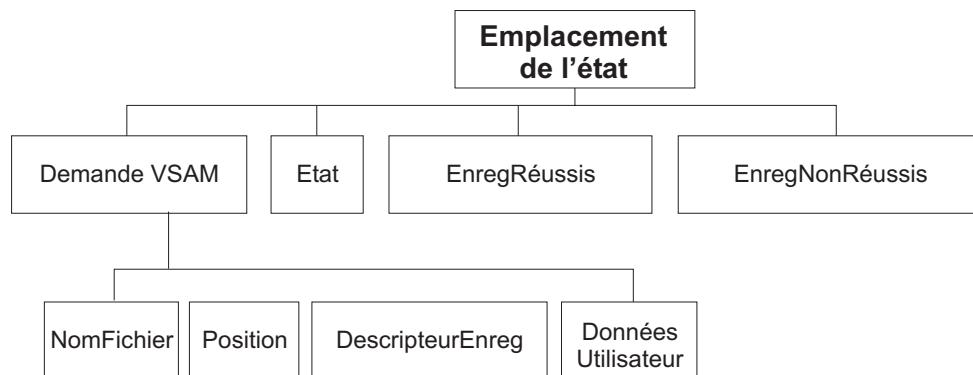 Emplacement
de l'état
Demande VSAM
Etat
EnregRéussis
EnregNonRéussis
NomFichier
Position
DescripteurEnreg
Données
Utilisateur